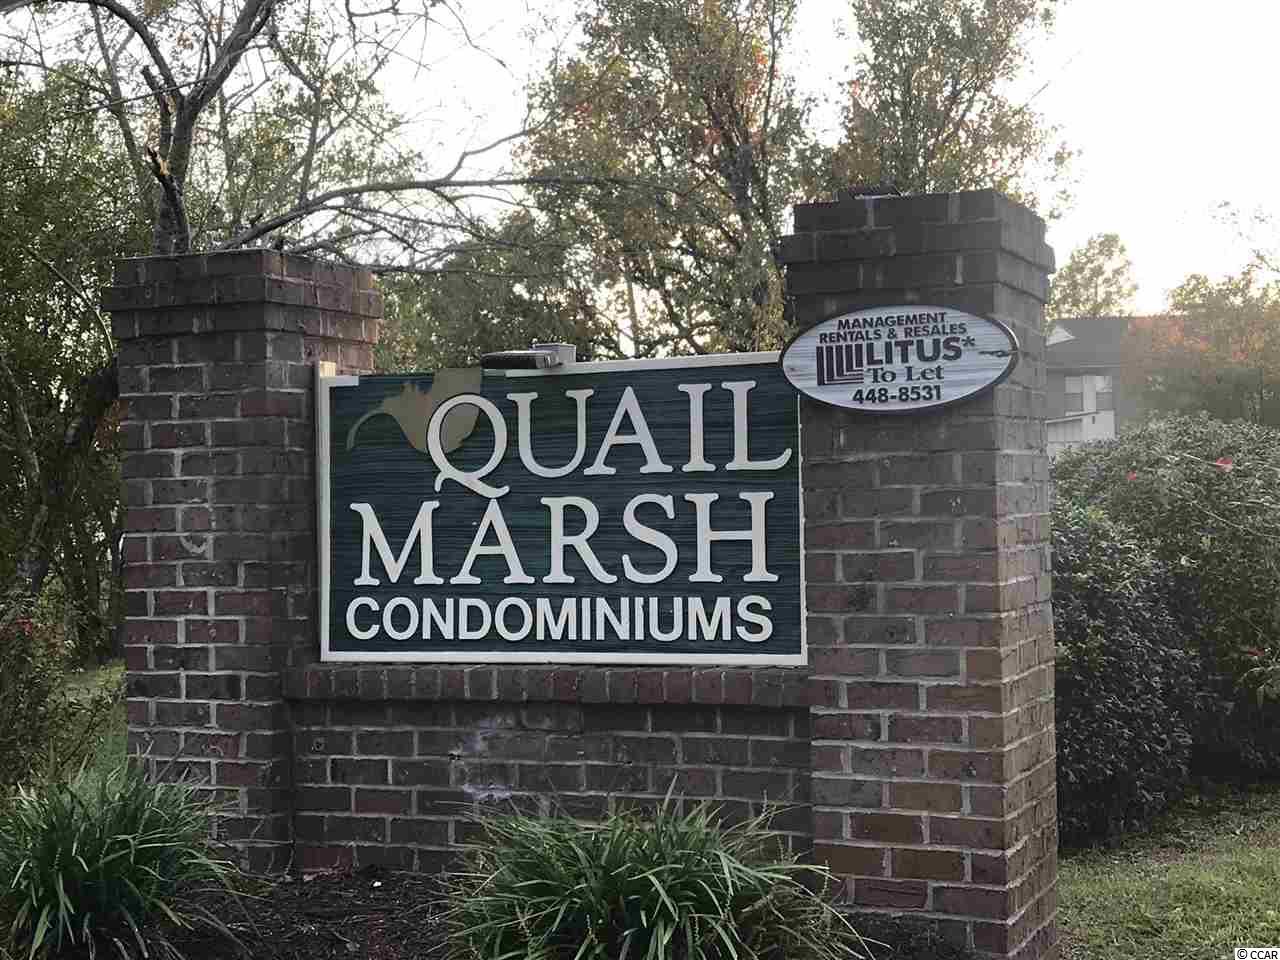 QUAIL
MARSH
CONDOMINIUMS
MANAGEMENT
RENTALS & RESALES
LITUS*
To Let
448-8531
© CCAR